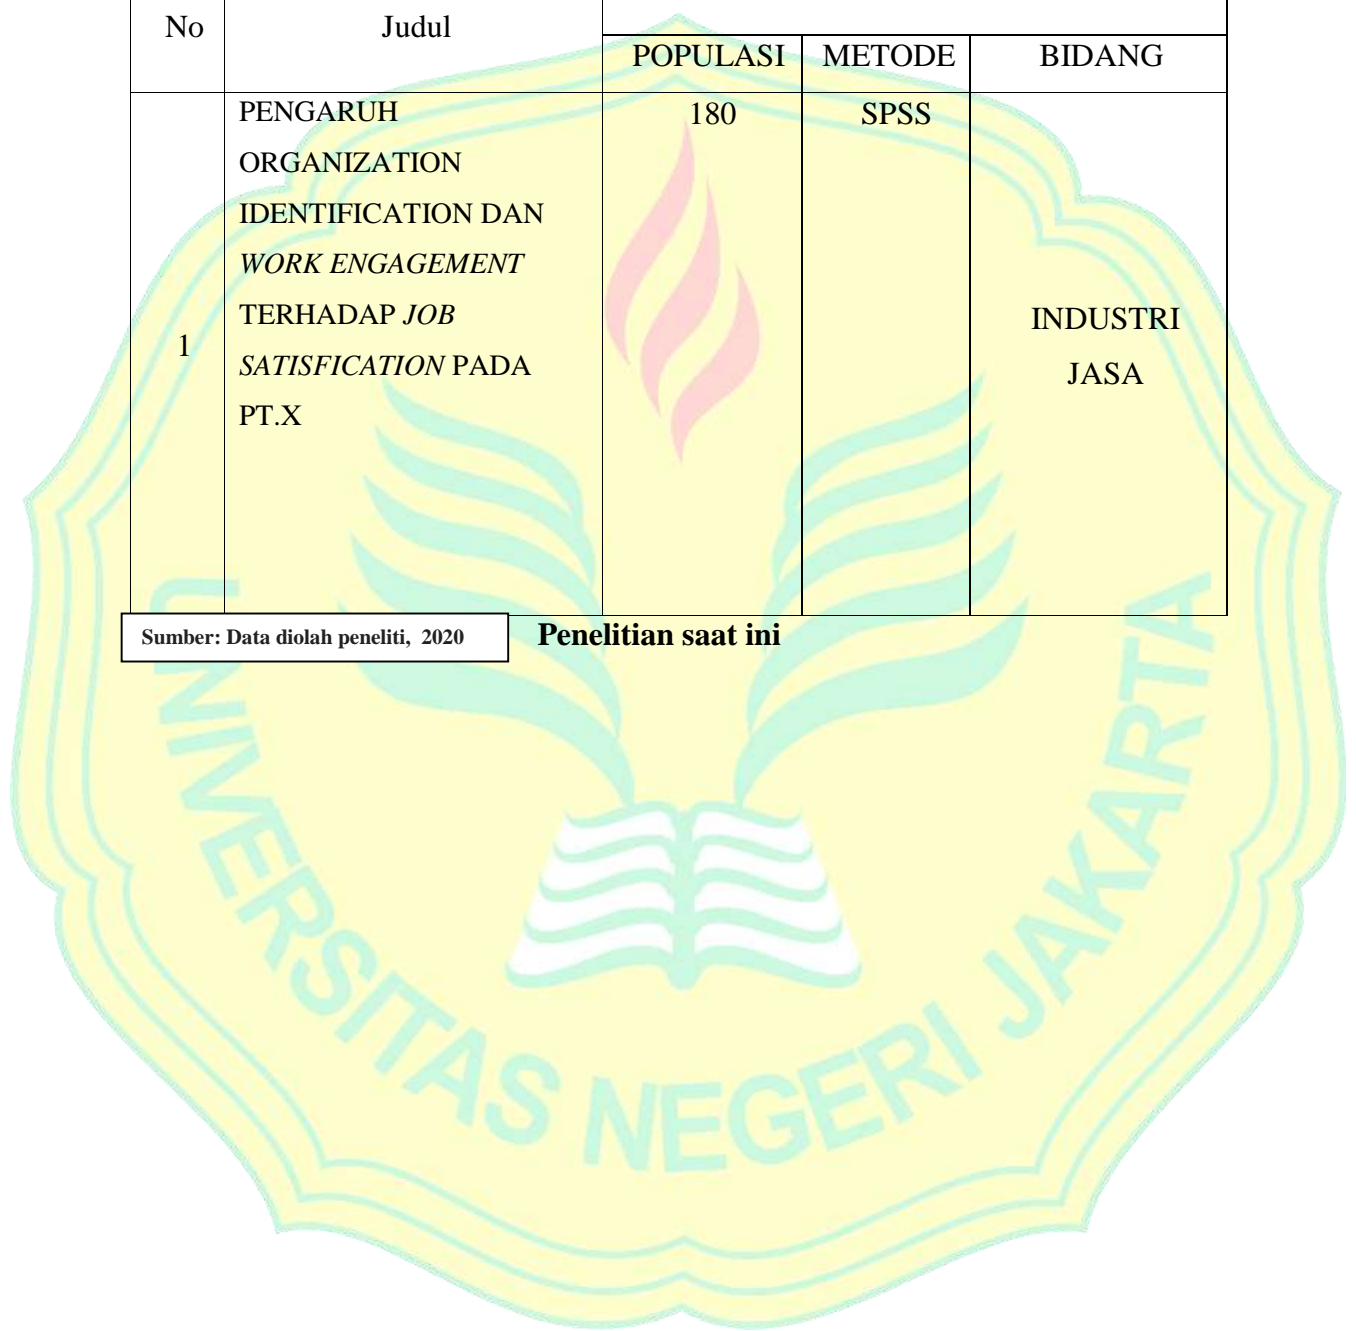 No Judul
POPULASI METODE BIDANG
PENGARUH 180 SPSS
ORGANIZATION
IDENTIFICATION DAN
WORK ENGAGEMENT
TERHADAP JOB INDUSTRI
1
SATISFICATION PADA JASA
PT.X
Sumber: Data diolah peneliti, 2020 Penelitian saat ini
UNIVERSITAS NEGERI JAKARTA